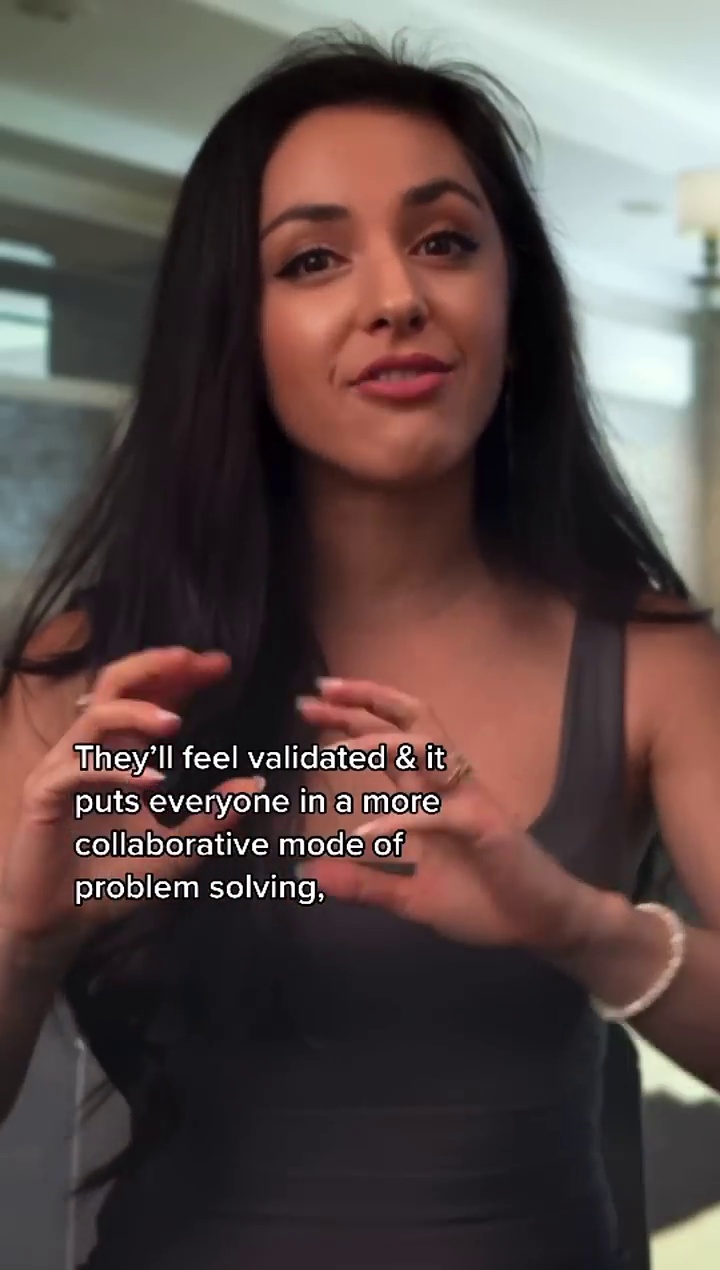 They’ll feel validated & it
puts everyone in a more
collaborative mode of
problem solving,